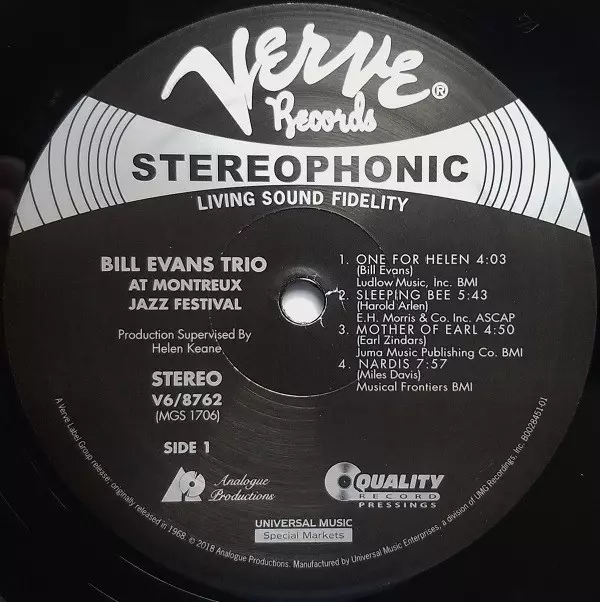 Verve®
Records
STEREOPHONIC
LIVING SOUND FIDELITY
BILL EVANS TRIO
AT MONTREUX
JAZZ FESTIVAL
Production Supervised By
Helen Keane
STEREO
V6/8762
(MGS 1706)
SIDE 1
1. ONE FOR HELEN 4:03
(Bill Evans)
Ludlow Music, Inc. BMI
2. SLEEPING BEE 5:43
(Harold Arlen)
E.H. Morris & Co. Inc. ASCAP
3. MOTHER OF EARL 4:50
(Earl Zindars)
Juma Music Publishing Co. BMI
4. NARDIS 7:57
(Miles Davis)
Musical Frontiers BMI
AP
Analogue
Productions
QUALITY
RECORD
PRESSINGS
UNIVERSAL MUSIC
Special Markets
A Verve Label Group release; originally released in 1968. © 2018 Analogue Productions. Manufactured by Universal Music Enterprises, a division of UMG Recordings, Inc. B0028451-01